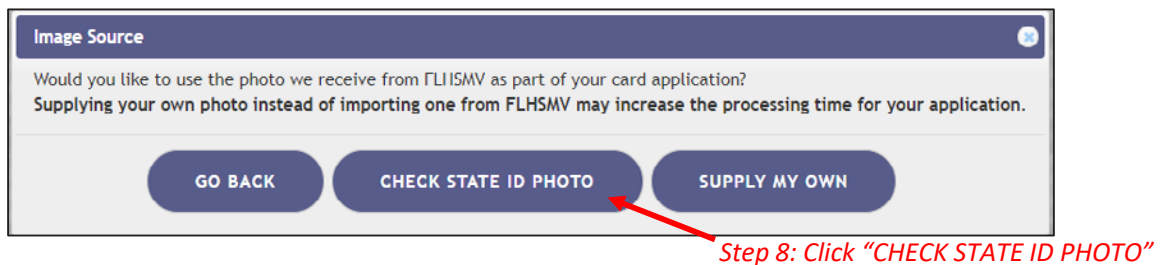 Image Source
Would you like to use the photo we receive from FLHSMV as part of your card application?
Supplying your own photo instead of importing one from FLHSMV may increase the processing time for your application.
GO BACK CHECK STATE ID PHOTO SUPPLY MY OWN
Step 8: Click “CHECK STATE ID PHOTO”